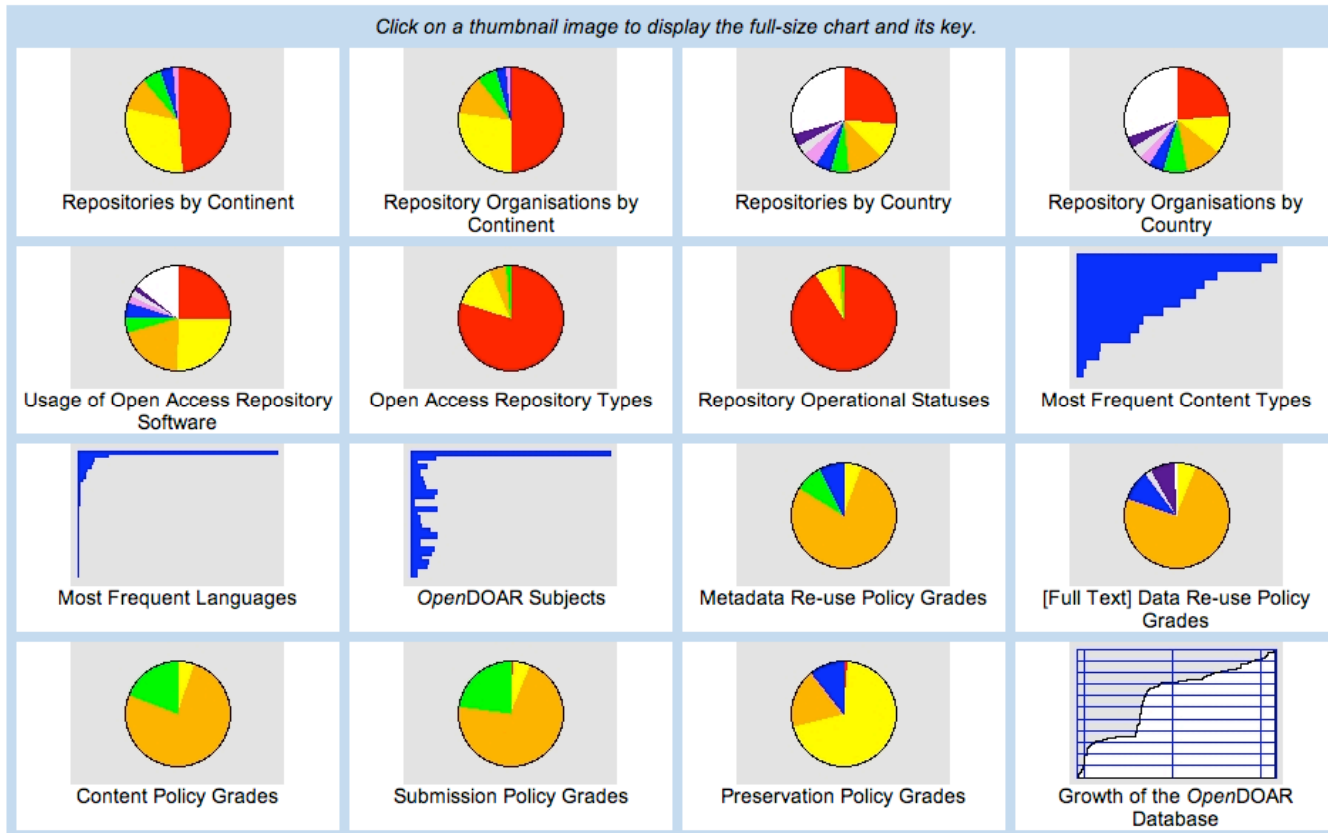 Click on a thumbnail image to display the full-size chart and its key.
Repositories by Continent
Repository Organisations by
Continent
Repositories by Country
Repository Organisations by
Country
Usage of Open Access Repository
Software
Open Access Repository Types
Repository Operational Statuses
Most Frequent Content Types
Most Frequent Languages
OpenDOAR Subjects
Metadata Re-use Policy Grades
[Full Text] Data Re-use Policy
Grades
Content Policy Grades
Submission Policy Grades
Preservation Policy Grades
Growth of the OpenDOAR
Database